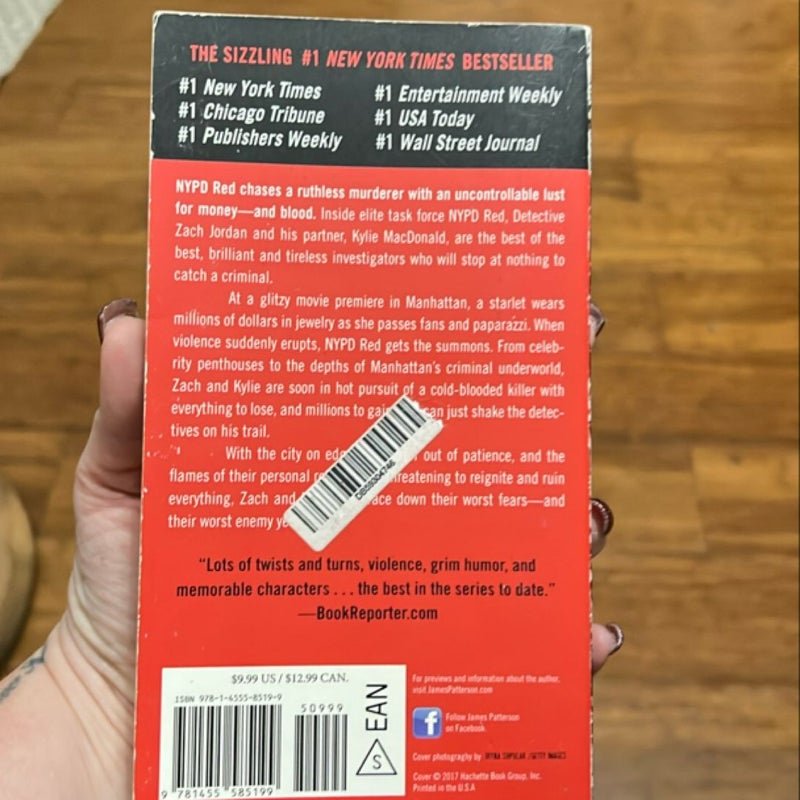 THE SIZZLING #1 NEW YORK TIMES BESTSELLER
#1 New York Times
#1 Chicago Tribune
#1 Publishers Weekly
#1 Entertainment Weekly
#1 USA Today
#1 Wall Street Journal
NYPD Red chases a ruthless murderer with an uncontrollable lust
for money—and blood. Inside elite task force NYPD Red, Detective
Zach Jordan and his partner, Kylie MacDonald, are the best of the
best, brilliant and tireless investigators who will stop at nothing to
catch a criminal.
At a glitzy movie premiere in Manhattan, a starlet wears
millions of dollars in jewelry as she passes fans and paparazzi. When
violence suddenly erupts, NYPD Red gets the summons. From celeb-
rity penthouses to the depths of Manhattan's criminal underworld,
Zach and Kylie are soon in hot pursuit of a cold-blooded killer with
everything to lose, and millions to gai can just shake the detec-
tives on his trail.
With the city on ed out of patience, and the
flames of their personal reatening to reignite and ruin
everything, Zach and ace down their worst fears—and
their worst enemy ye
"Lots of twists and turns, violence, grim humor, and
memorable characters . . . the best in the series to date."
—BookReporter.com
$9.99 US / $12.99 CAN.
ISBN 978-1-4555-8519-9
50999
EAN
S
9 781455 585199
For previews and information about the author,
visit JamesPatterson.com
f
Follow James Patterson
on Facebook.
Cover photography by
Cover © 2017 Hachette Book Group, Inc.
Printed in the U.S.A